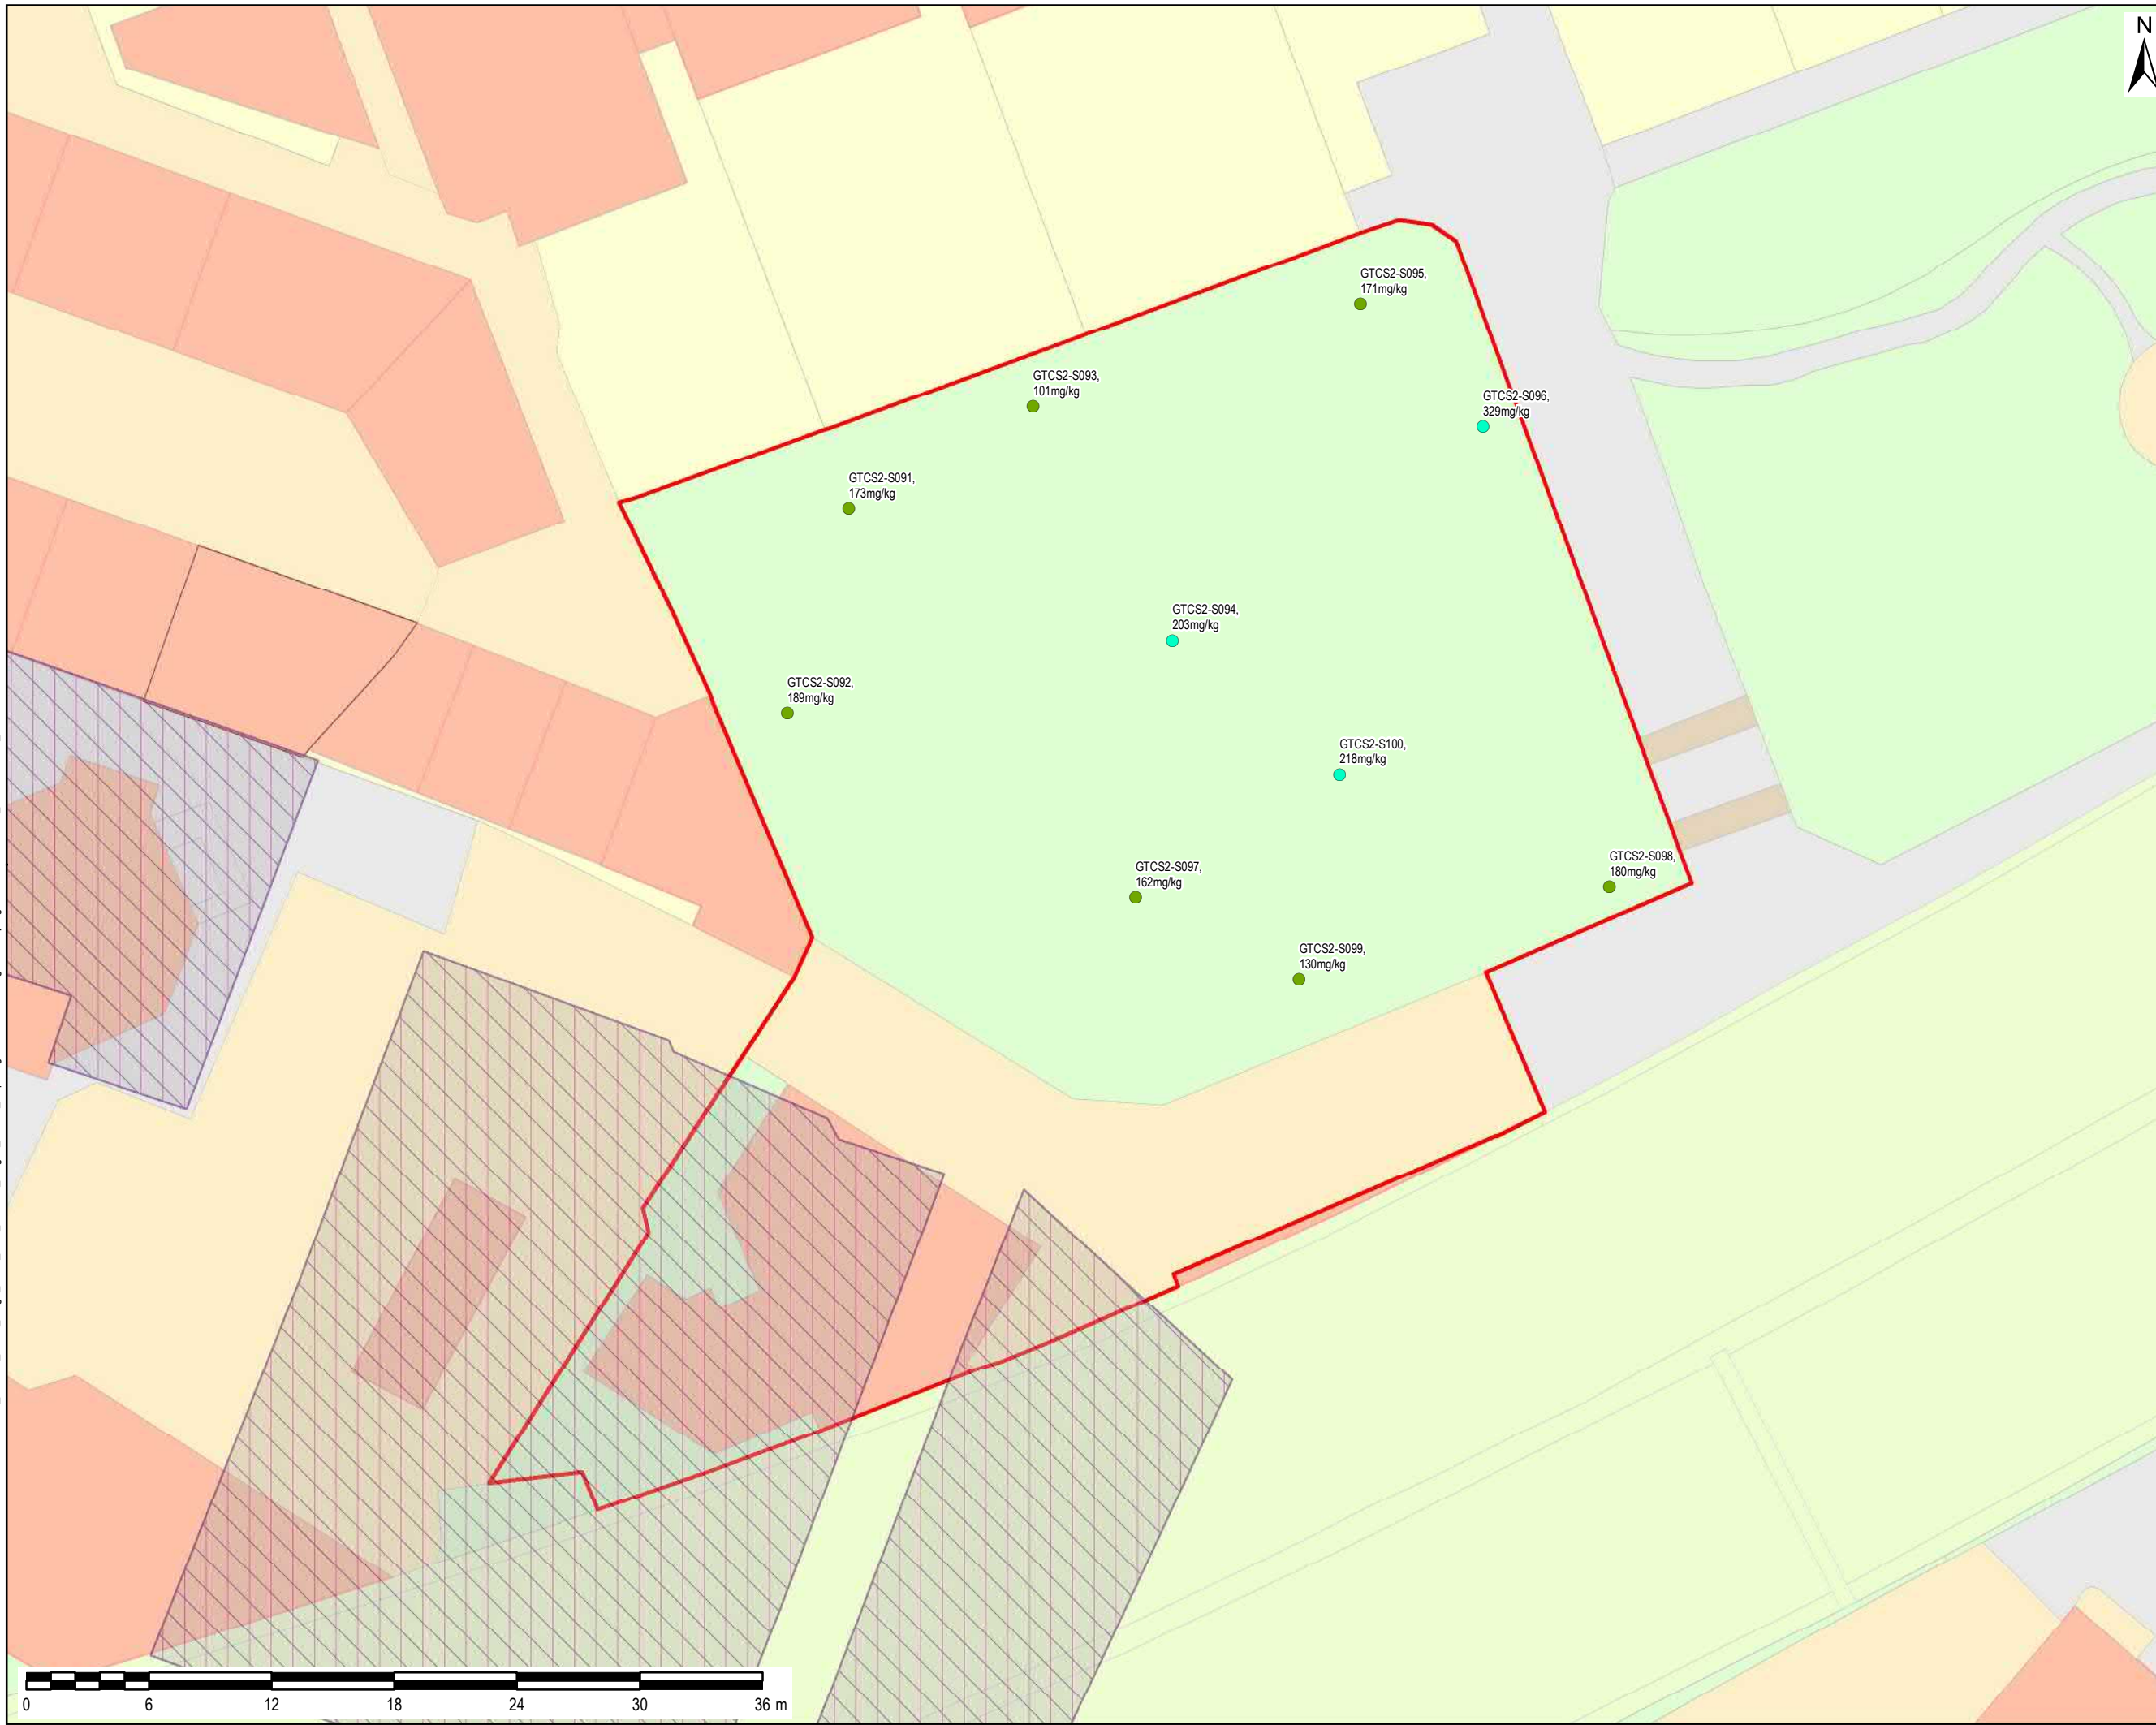 N
GTCS2-S095,
171mg/kg
GTCS2-S093,
101mg/kg
GTCS2-S096,
329mg/kg
GTCS2-S091,
173mg/kg
GTCS2-S094,
203mg/kg
GTCS2-S092,
189mg/kg
GTCS2-S100,
218mg/kg
GTCS2-S098,
180mg/kg
GTCS2-S097,
162mg/kg
GTCS2-S099,
130mg/kg
0 6 12 18 24 30 36 m